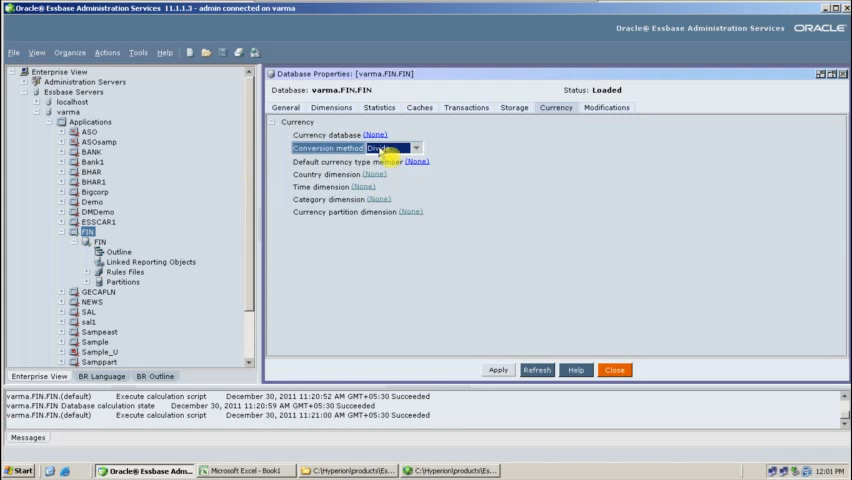 Oracle® Essbase Administration Services 11.1.1.3 - admin connected on varma
Oracle® Essbase Administration Services ORACLE
File View Organize Actions Tools Help
Enterprise View
Administration Servers
Essbase Servers
localhost
varma
Applications
ASO
ASOsamp
BANK
Bank1
BHAR
BHAR1
Bigcorp
Demo
DMDemo
ESSCAR1
FIN
FIN
Outline
Linked Reporting Objects
Rules Files
Partitions
GECAPLN
NEWS
SAL
sal1
Sampeast
Sample
Sample_U
Samppart
Enterprise View BR Language BR Outline
Database Properties: [varma.FIN.FIN]
Database: varma.FIN.FIN Status: Loaded
General Dimensions Statistics Caches Transactions Storage Currency Modifications
Currency
Currency database (None)
Conversion method Divide
Default currency type member (None)
Country dimension (None)
Time dimension (None)
Category dimension (None)
Currency partition dimension (None)
Apply Refresh Help Close
varma.FIN.FIN.(default) Execute calculation script December 30, 2011 11:20:52 AM GMT+05:30 Succeeded
varma.FIN.FIN Database calculation state December 30, 2011 11:20:59 AM GMT+05:30 Succeeded
varma.FIN.FIN.(default) Execute calculation script December 30, 2011 11:21:00 AM GMT+05:30 Succeeded
Messages
Start Oracle® Essbase Adm... Microsoft Excel - Book1 C:\Hyperion\products\Es... C:\Hyperion\products\Es... 12:01 PM